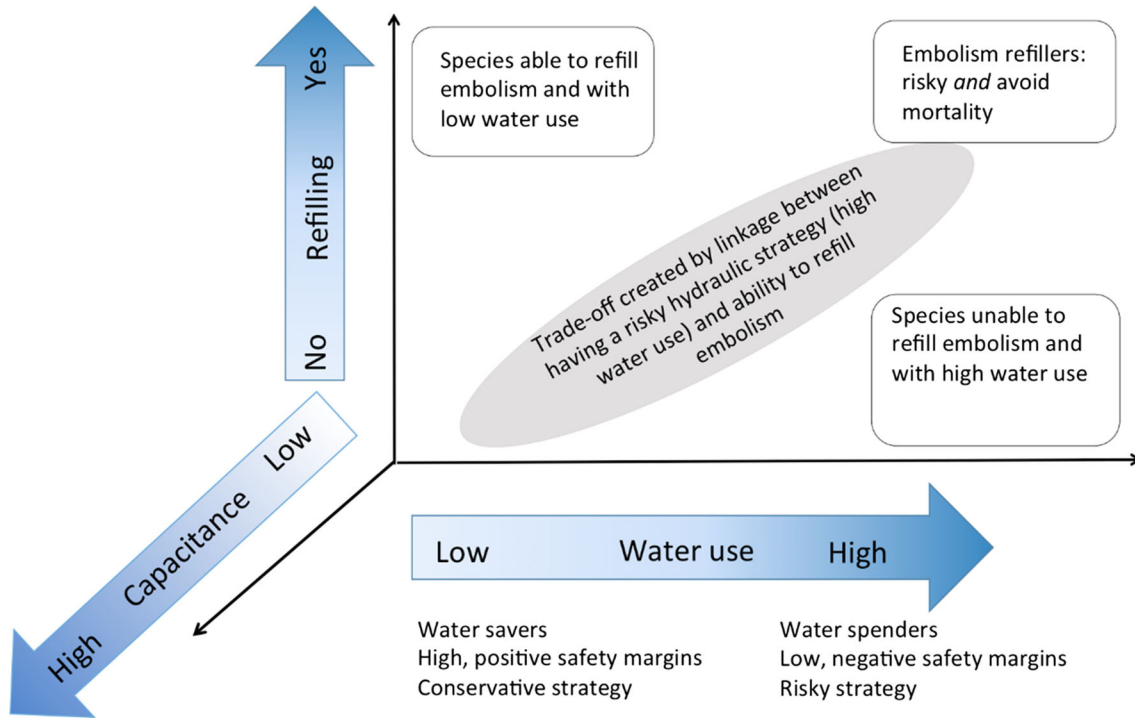 No Refilling Yes
Species able to refill
embolism and with
low water use
Embolism refillers:
risky and avoid
mortality
Trade-off created by linkage between
having a risky hydraulic strategy (high
water use) and ability to refill
embolism
Species unable to
refill embolism and
with high water use
High Capacitance Low
Low Water use High
Water savers
High, positive safety margins
Conservative strategy
Water spenders
Low, negative safety margins
Risky strategy